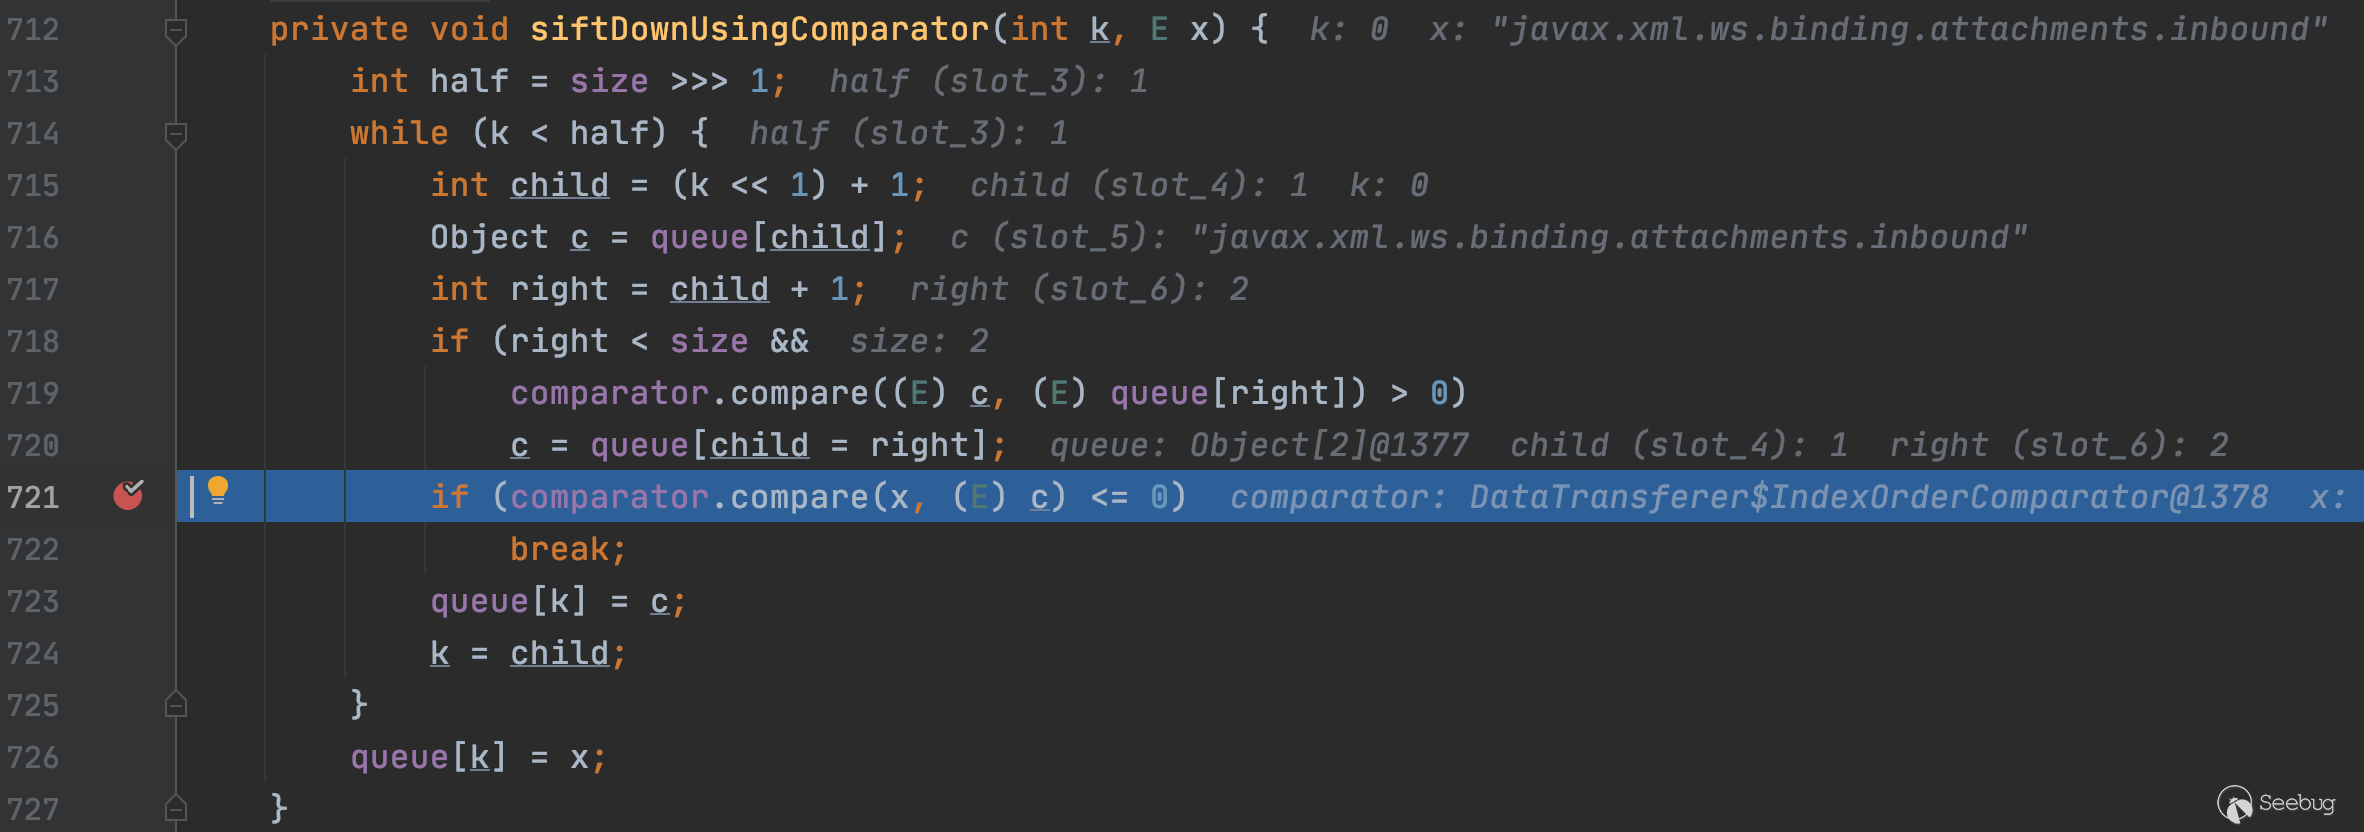 712 private void siftDownUsingComparator(int k, E x) { k: 0 x: "javax.xml.ws.binding.attachments.inbound"
713 int half = size >>> 1; half (slot_3): 1
714 while (k < half) { half (slot_3): 1
715 int child = (k << 1) + 1; child (slot_4): 1 k: 0
716 Object c = queue[child]; c (slot_5): "javax.xml.ws.binding.attachments.inbound"
717 int right = child + 1; right (slot_6): 2
718 if (right < size && size: 2
719 comparator.compare((E) c, (E) queue[right]) > 0)
720 c = queue[child = right]; queue: Object[2]@1377 child (slot_4): 1 right (slot_6): 2
721 if (comparator.compare(x, (E) c) <= 0) comparator: DataTransferer$IndexOrderComparator@1378 x:
722 break;
723 queue[k] = c;
724 k = child;
725 }
726 queue[k] = x;
727 }
Seebug